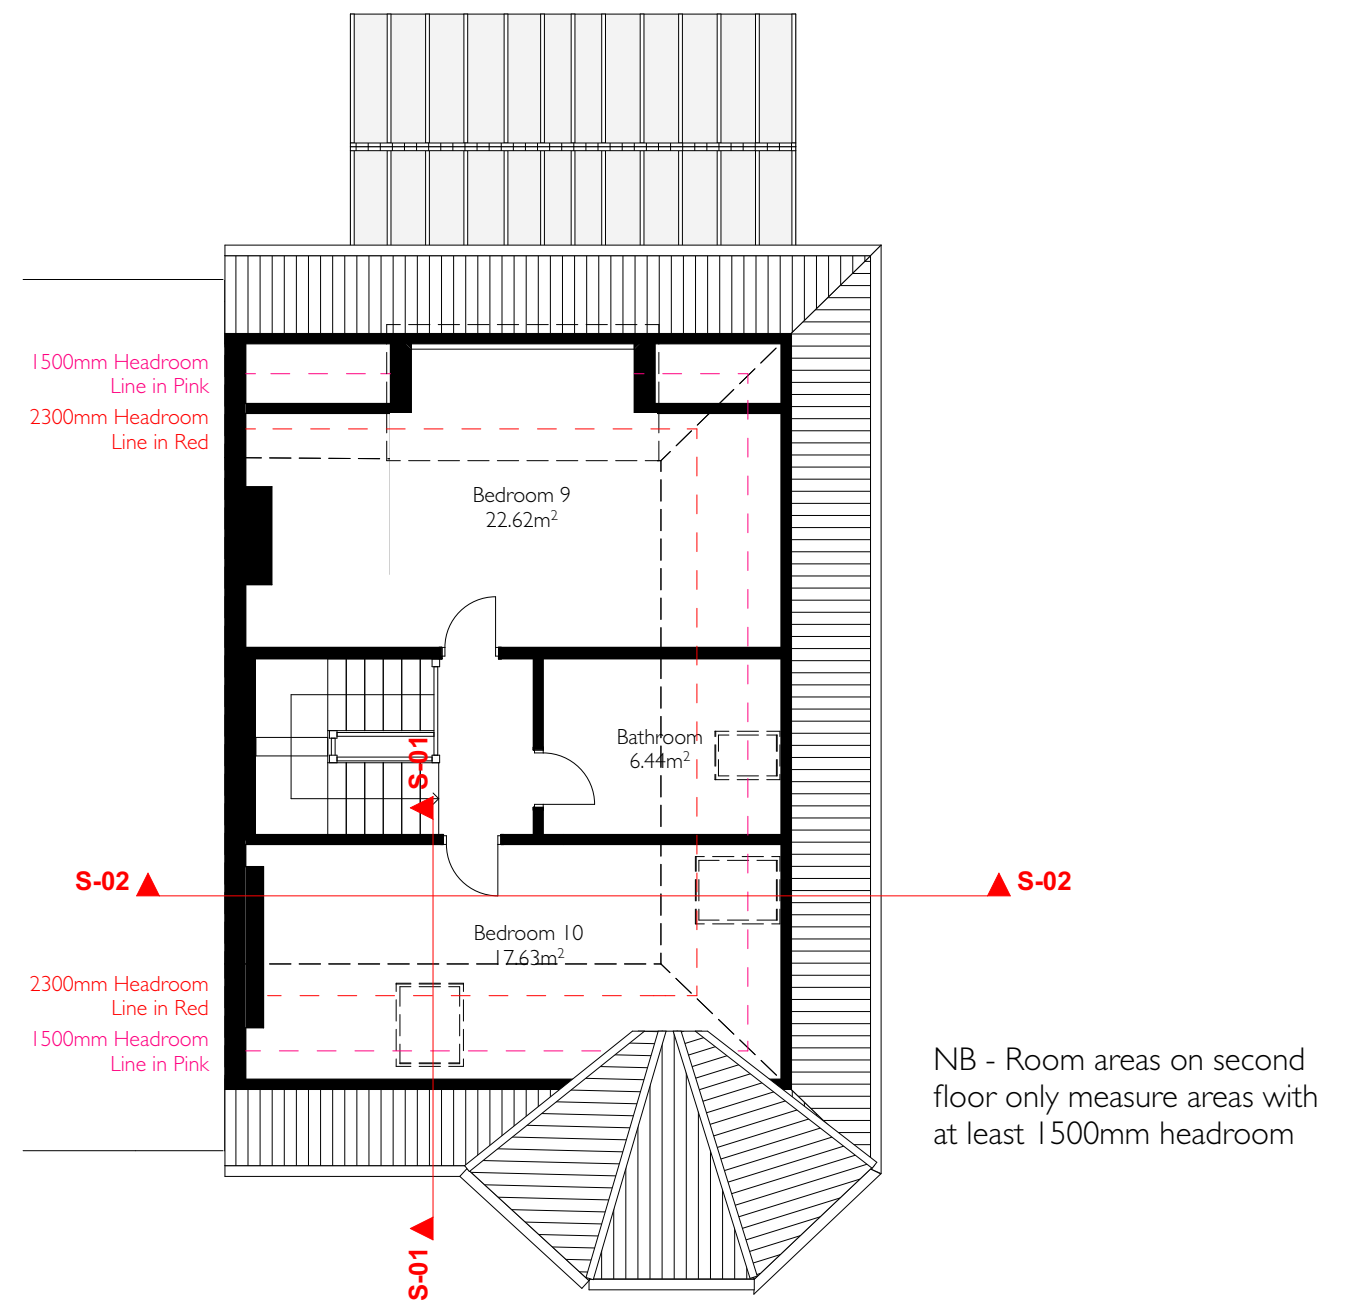 1500mm Headroom
Line in Pink
2300mm Headroom
Line in Red
Bedroom 9
22.62m²
Bathroom
6.44m²
S-01
S-02
S-02
Bedroom 10
17.63m²
2300mm Headroom
Line in Red
1500mm Headroom
Line in Pink
NB - Room areas on second
floor only measure areas with
at least 1500mm headroom
S-01